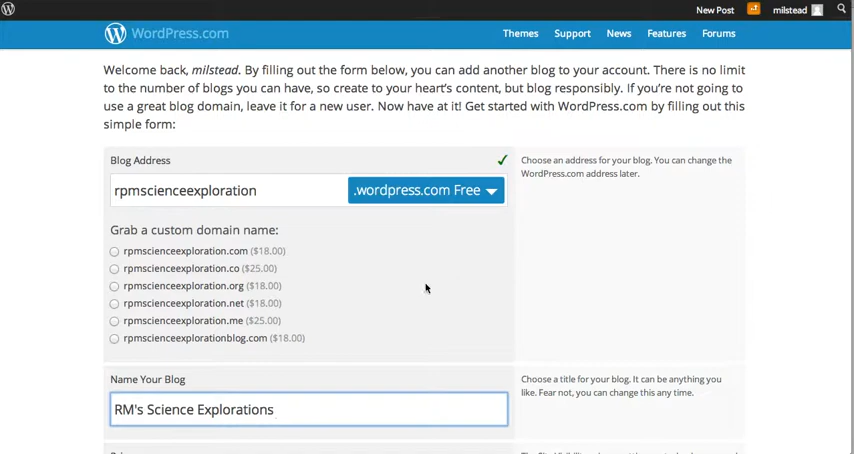 New Post milstead
WordPress.com Themes Support News Features Forums
Welcome back, milstead. By filling out the form below, you can add another blog to your account. There is no limit
to the number of blogs you can have, so create to your heart's content, but blog responsibly. If you're not going to
use a great blog domain, leave it for a new user. Now have at it! Get started with WordPress.com by filling out this
simple form:
Blog Address
rpmscienceexploration .wordpress.com Free
Choose an address for your blog. You can change the
WordPress.com address later.
Grab a custom domain name:
rpmscienceexploration.com ($18.00)
rpmscienceexploration.co ($25.00)
rpmscienceexploration.org ($18.00)
rpmscienceexploration.net ($18.00)
rpmscienceexploration.me ($25.00)
rpmscienceexplorationblog.com ($18.00)
Name Your Blog
RM's Science Explorations
Choose a title for your blog. It can be anything you
like. Fear not, you can change this any time.